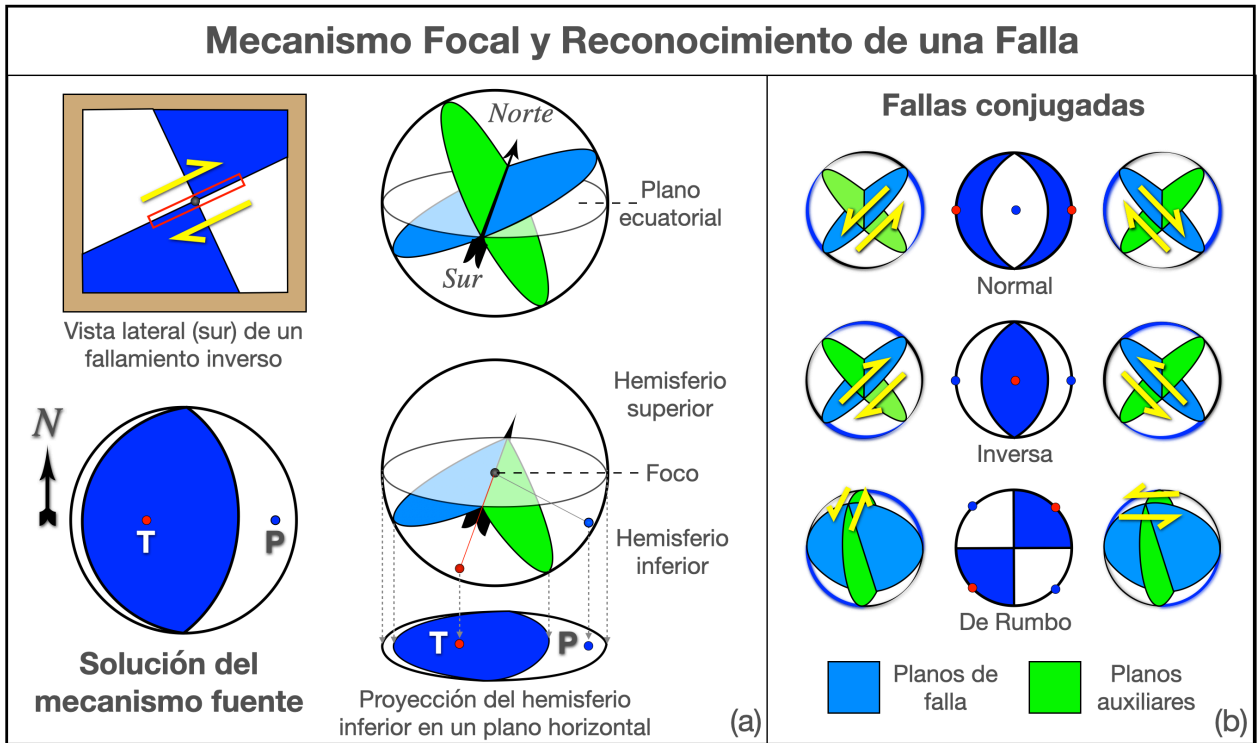 Mecanismo Focal y Reconocimiento de una Falla
Vista lateral (sur) de un
fallamiento inverso
Norte
Sur
Plano
ecuatorial
N
T
P
Solución del
mecanismo fuente
Hemisferio
superior
Foco
Hemisferio
inferior
T
P
Proyección del hemisferio
inferior en un plano horizontal
(a)
Fallas conjugadas
Normal
Inversa
De Rumbo
Planos de
falla
Planos
auxiliares
(b)